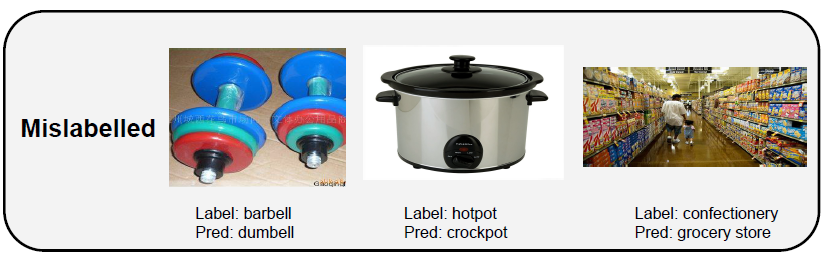 Mislabelled
Label: barbell
Pred: dumbell
Label: hotpot
Pred: crockpot
Label: confectionery
Pred: grocery store